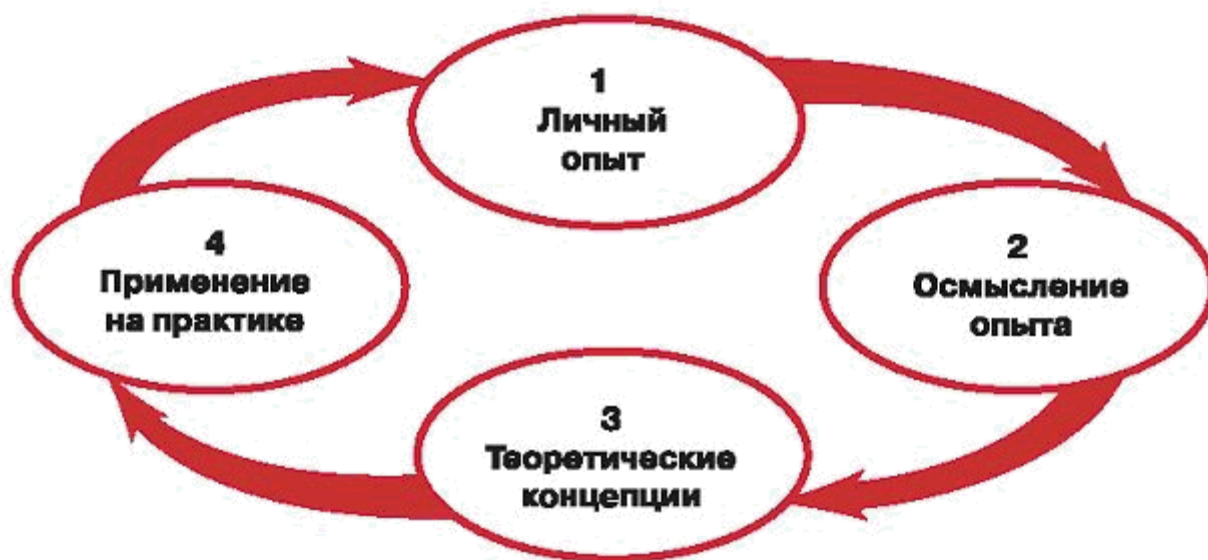 1
Личный
опыт
2
Осмысление
опыта
3
Теоретические
концепции
4
Применение
на практике